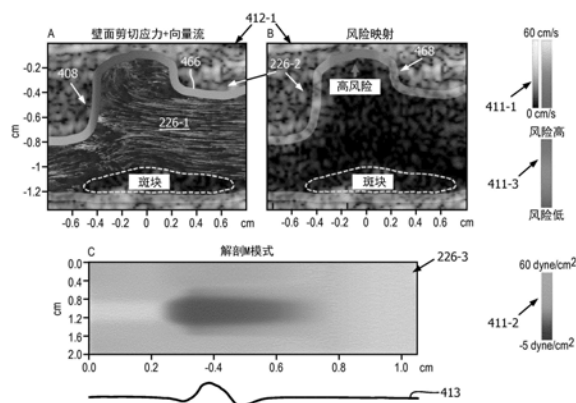 412-1
A 壁面剪切应力+向量流
B 风险映射
60 cm/s
411-1
0 cm/s
408
466
226-2
468
高风险
226-1
斑块
斑块
cm
-0.2
-0.4
-0.6
-0.8
-1
-1.2
-0.6 -0.4 -0.2 0 0.2 0.4 0.6
cm
-0.6 -0.4 -0.2 0 0.2 0.4 0.6
cm
风险高
411-3
风险低
C 解剖M模式
226-3
cm
0.0
0.4
0.8
1.2
1.6
2.0
0.0 0.2 -0.4 0.6 0.8 1.0
cm
60 dyne/cm2
411-2
-5 dyne/cm2
413